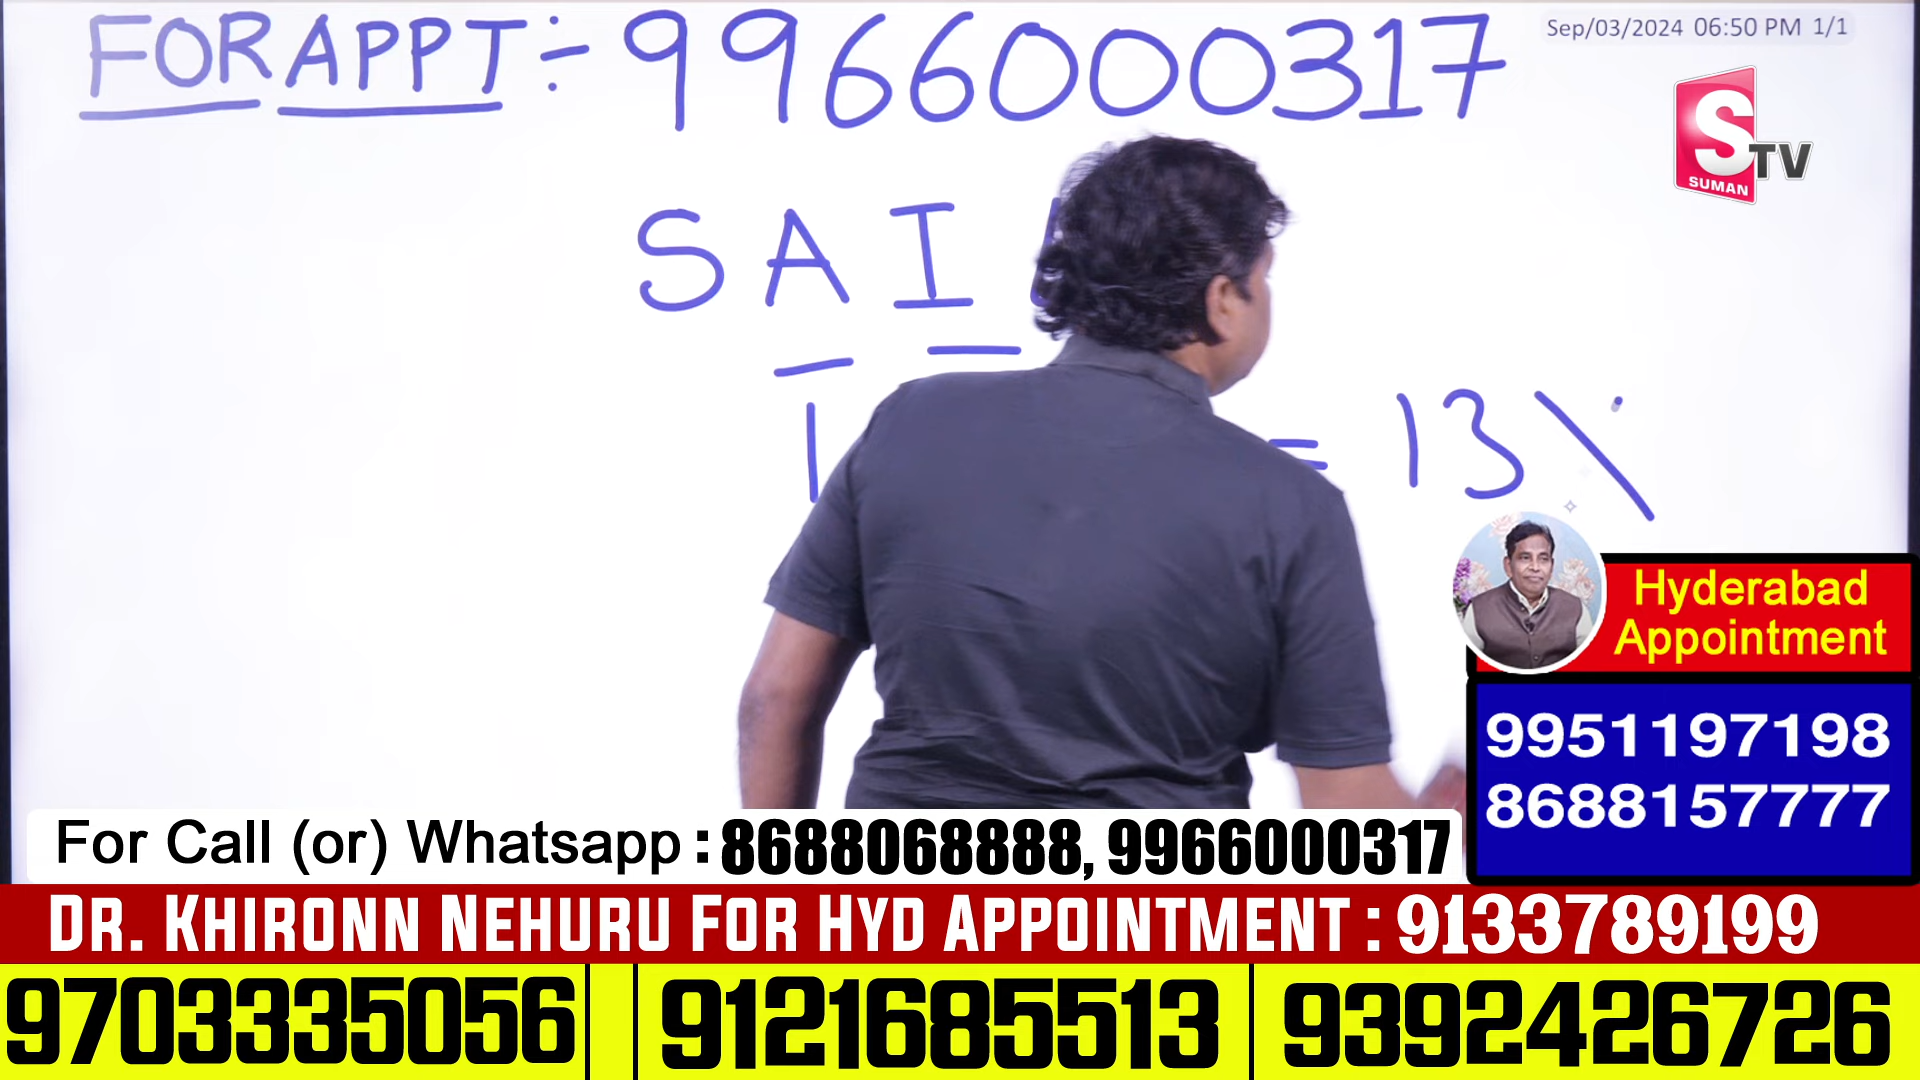 FOR APPT :- 9966000317
Sep/03/2024 06:50 PM 1/1
S TV
SUMAN
S A I
1 = 13
Hyderabad
Appointment
9951197198
8688157777
For Call (or) Whatsapp : 8688068888, 9966000317
DR. KHIRONN NEHURU FOR HYD APPOINTMENT : 9133789199
9703335056 9121685513 9392426726